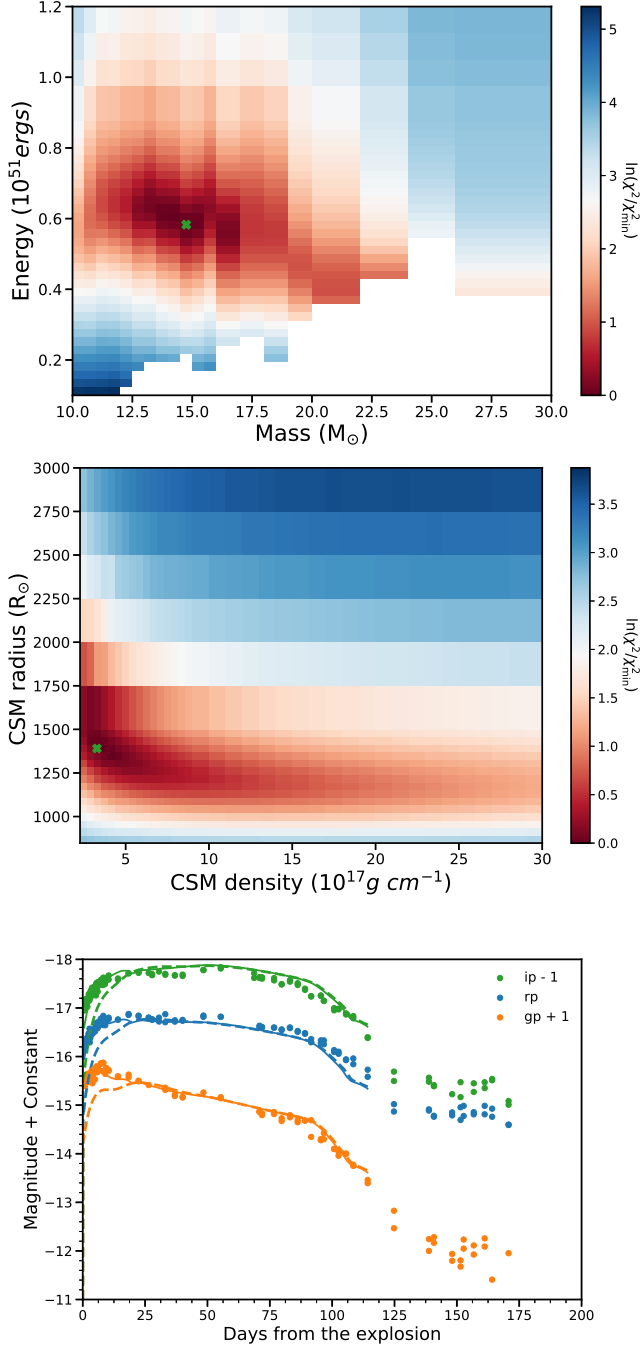 1.2
1.0
0.8
0.6
0.4
0.2
Energy (10^51 ergs)
10.0 12.5 15.0 17.5 20.0 22.5 25.0 27.5 30.0
Mass (M⊙)
5
4
3
2
1
0
ln(χ²/χ²min)
3000
2750
2500
2250
2000
1750
1500
1250
1000
CSM radius (R⊙)
5 10 15 20 25 30
CSM density (10^17 g cm^−1)
3.5
3.0
2.5
2.0
1.5
1.0
0.5
0.0
ln(χ²/χ²min)
−18
−17
−16
−15
−14
−13
−12
−11
Magnitude + Constant
ip - 1
rp
gp + 1
0 25 50 75 100 125 150 175 200
Days from the explosion